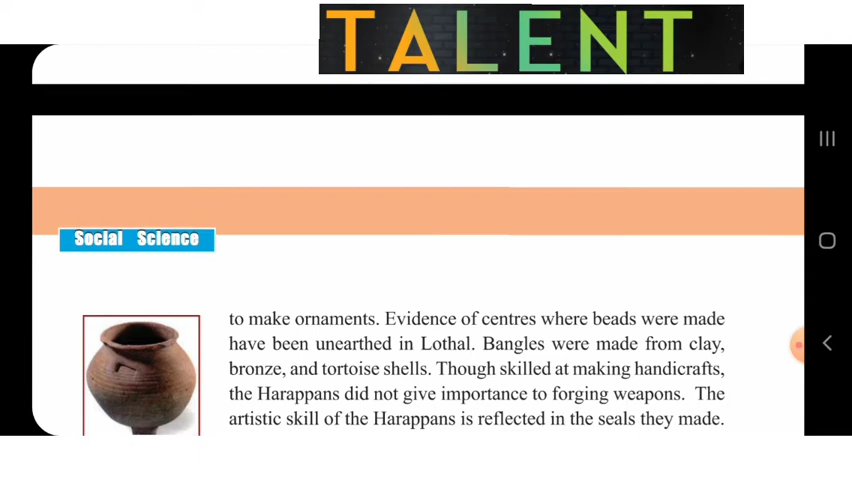 TALENT
Social Science
to make ornaments. Evidence of centres where beads were made
have been unearthed in Lothal. Bangles were made from clay,
bronze, and tortoise shells. Though skilled at making handicrafts,
the Harappans did not give importance to forging weapons. The
artistic skill of the Harappans is reflected in the seals they made.